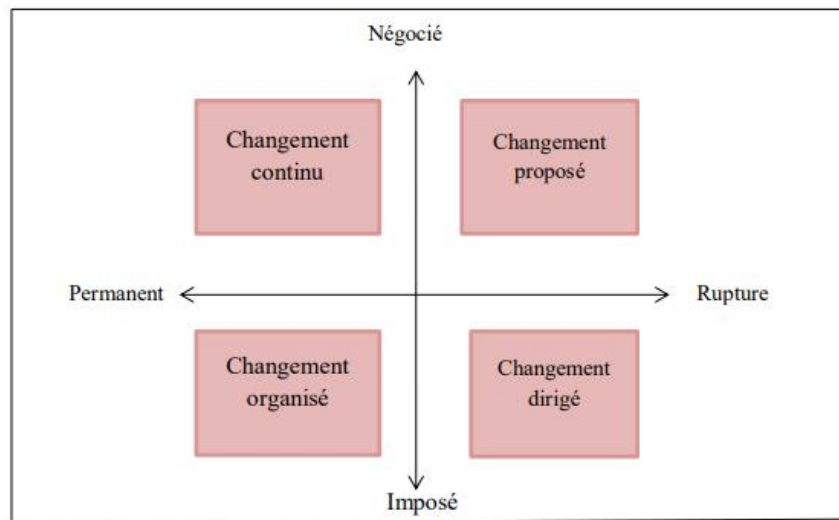 Négocié
Changement
continu
Changement
proposé
Permanent
Rupture
Changement
organisé
Changement
dirigé
Imposé